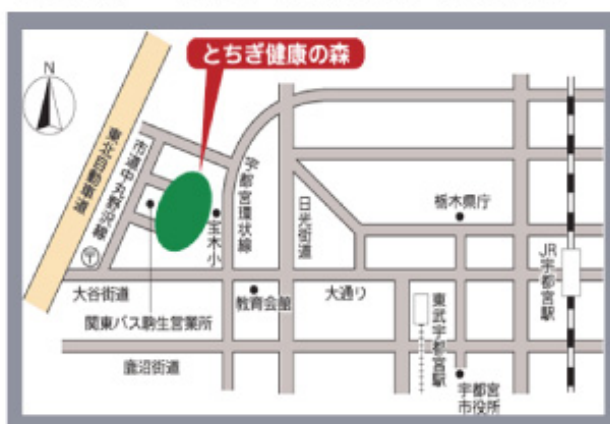 とちぎ健康の森
N
東北自動車道
市道中丸野沢線
宝木小
宇都宮環状線
日光街道
栃木県庁
JR宇都宮駅
〒
大谷街道
教育会館
大通り
関東バス駒生営業所
東武宇都宮駅
鹿沼街道
宇都宮
市役所